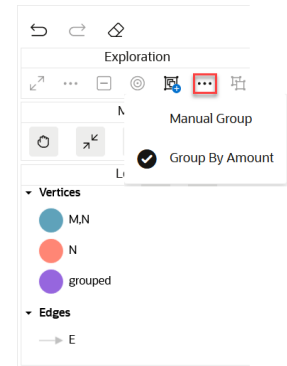 Exploration
Manual Group
Group By Amount
Vertices
M,N
N
grouped
Edges
E